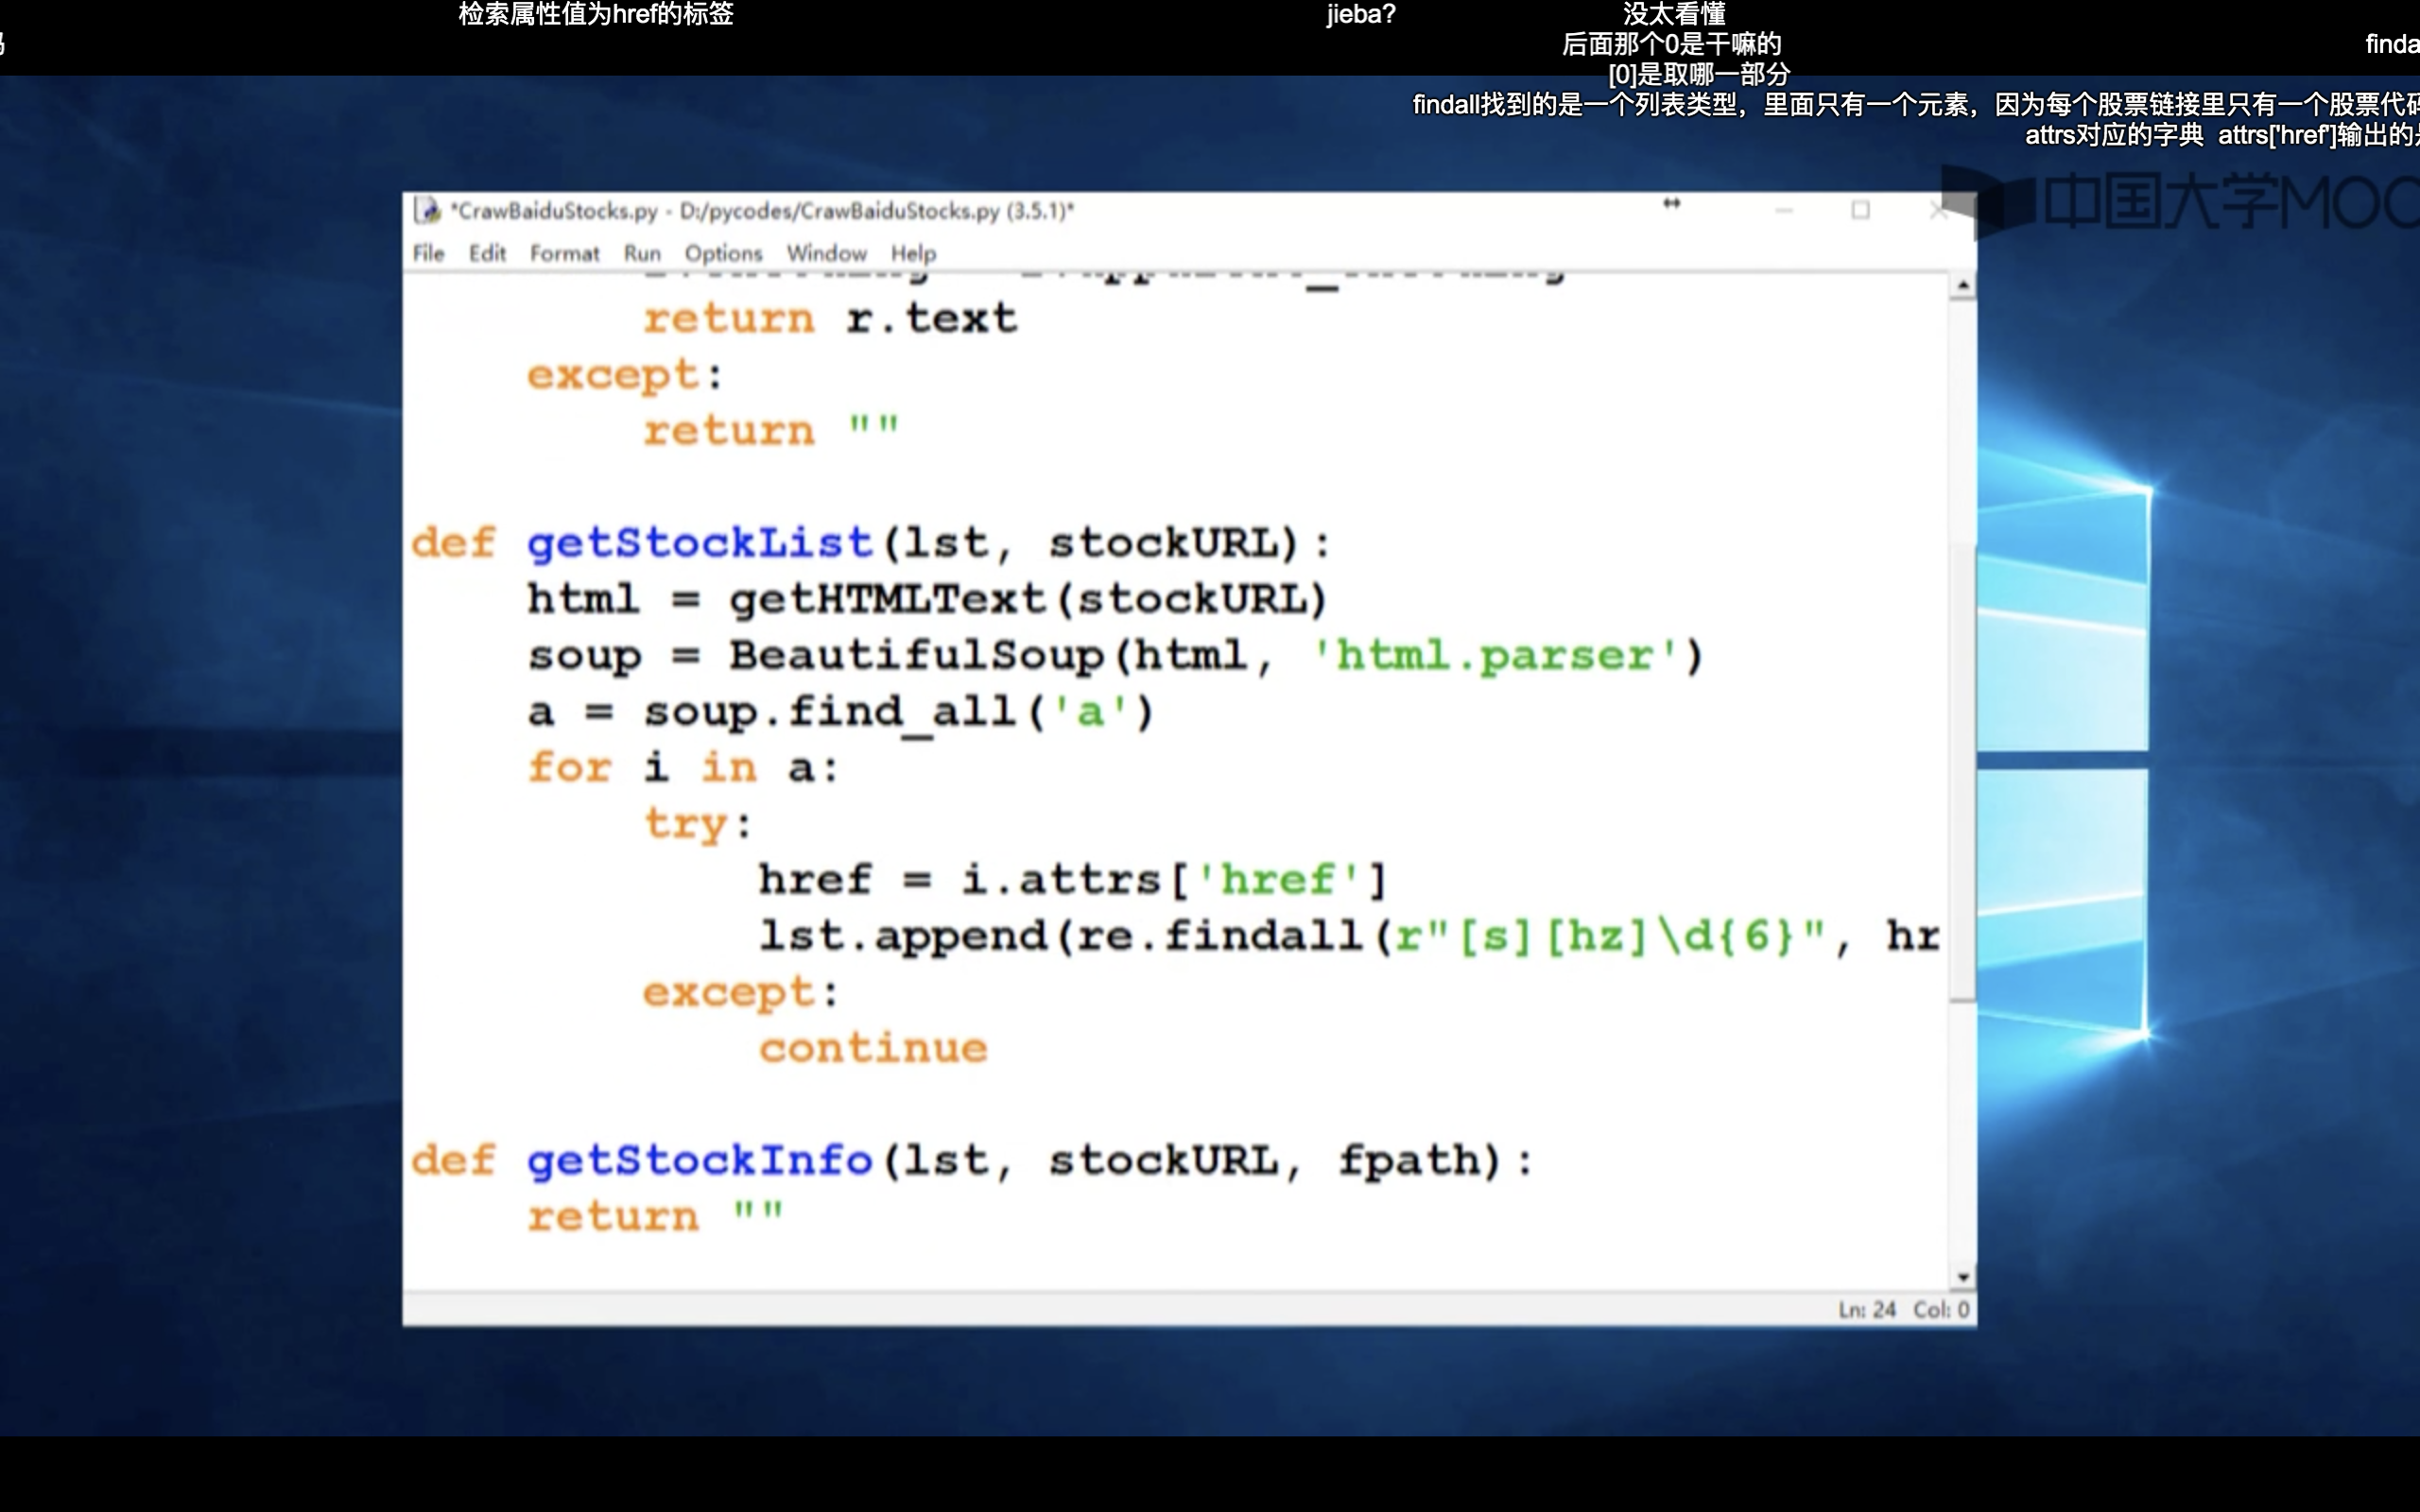 检索属性值为href的标签
jieba?
没太看懂
后面那个0是干嘛的
finda
[0]是取哪一部分
findall找到的是一个列表类型，里面只有一个元素，因为每个股票链接里只有一个股票代码
attrs对应的字典 attrs['href']输出的是
中国大学MOO
*CrawBaiduStocks.py - D:/pycodes/CrawBaiduStocks.py (3.5.1)*
File Edit Format Run Options Window Help
return r.text
except:
return ""
def getStockList(lst, stockURL):
html = getHTMLText(stockURL)
soup = BeautifulSoup(html, 'html.parser')
a = soup.find_all('a')
for i in a:
try:
href = i.attrs['href']
lst.append(re.findall(r"[s][hz]\d{6}", hr
except:
continue
def getStockInfo(lst, stockURL, fpath):
return ""
Ln: 24 Col: 0